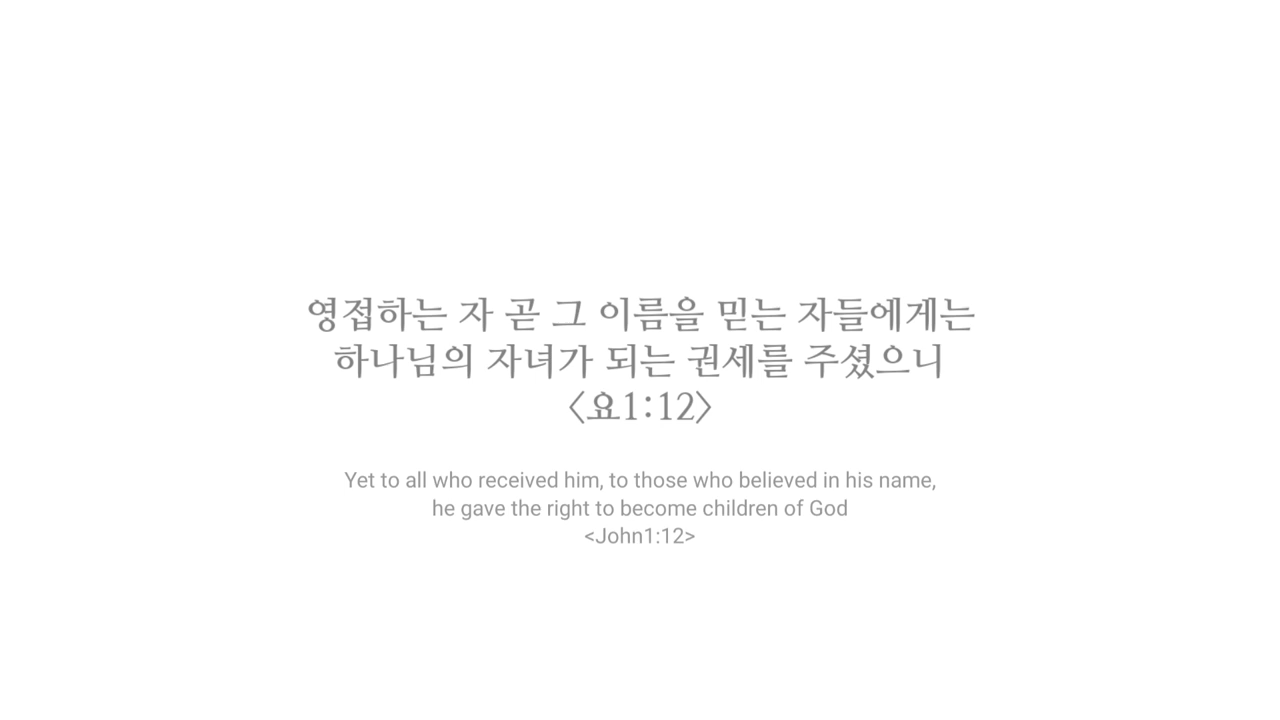 영접하는 자 곧 그 이름을 믿는 자들에게는
하나님의 자녀가 되는 권세를 주셨으니
〈요1:12〉
Yet to all who received him, to those who believed in his name,
he gave the right to become children of God
<John1:12>